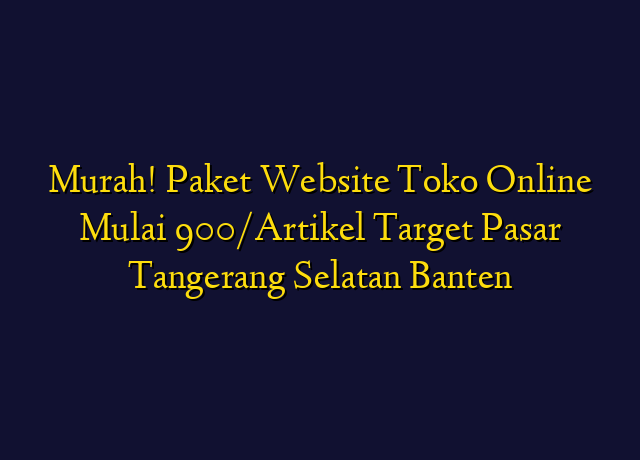 Murah! Paket Website Toko Online
Mulai 900/Artikel Target Pasar
Tangerang Selatan Banten